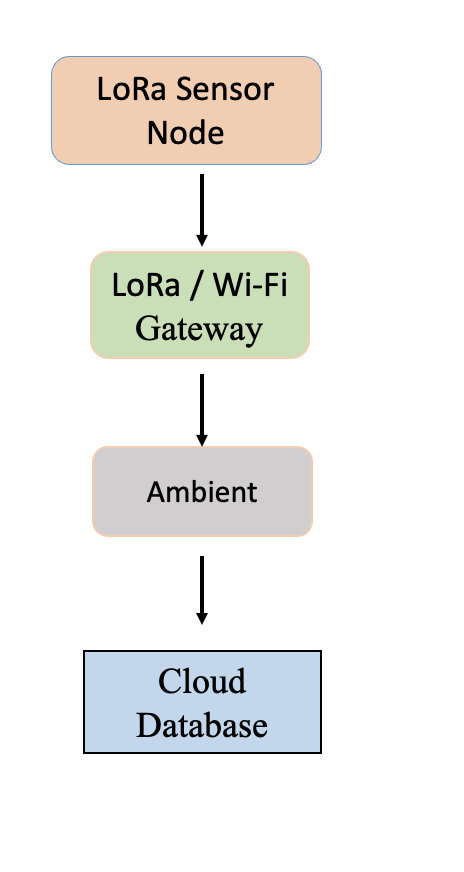 LoRa Sensor
Node
LoRa / Wi-Fi
Gateway
Ambient
Cloud
Database